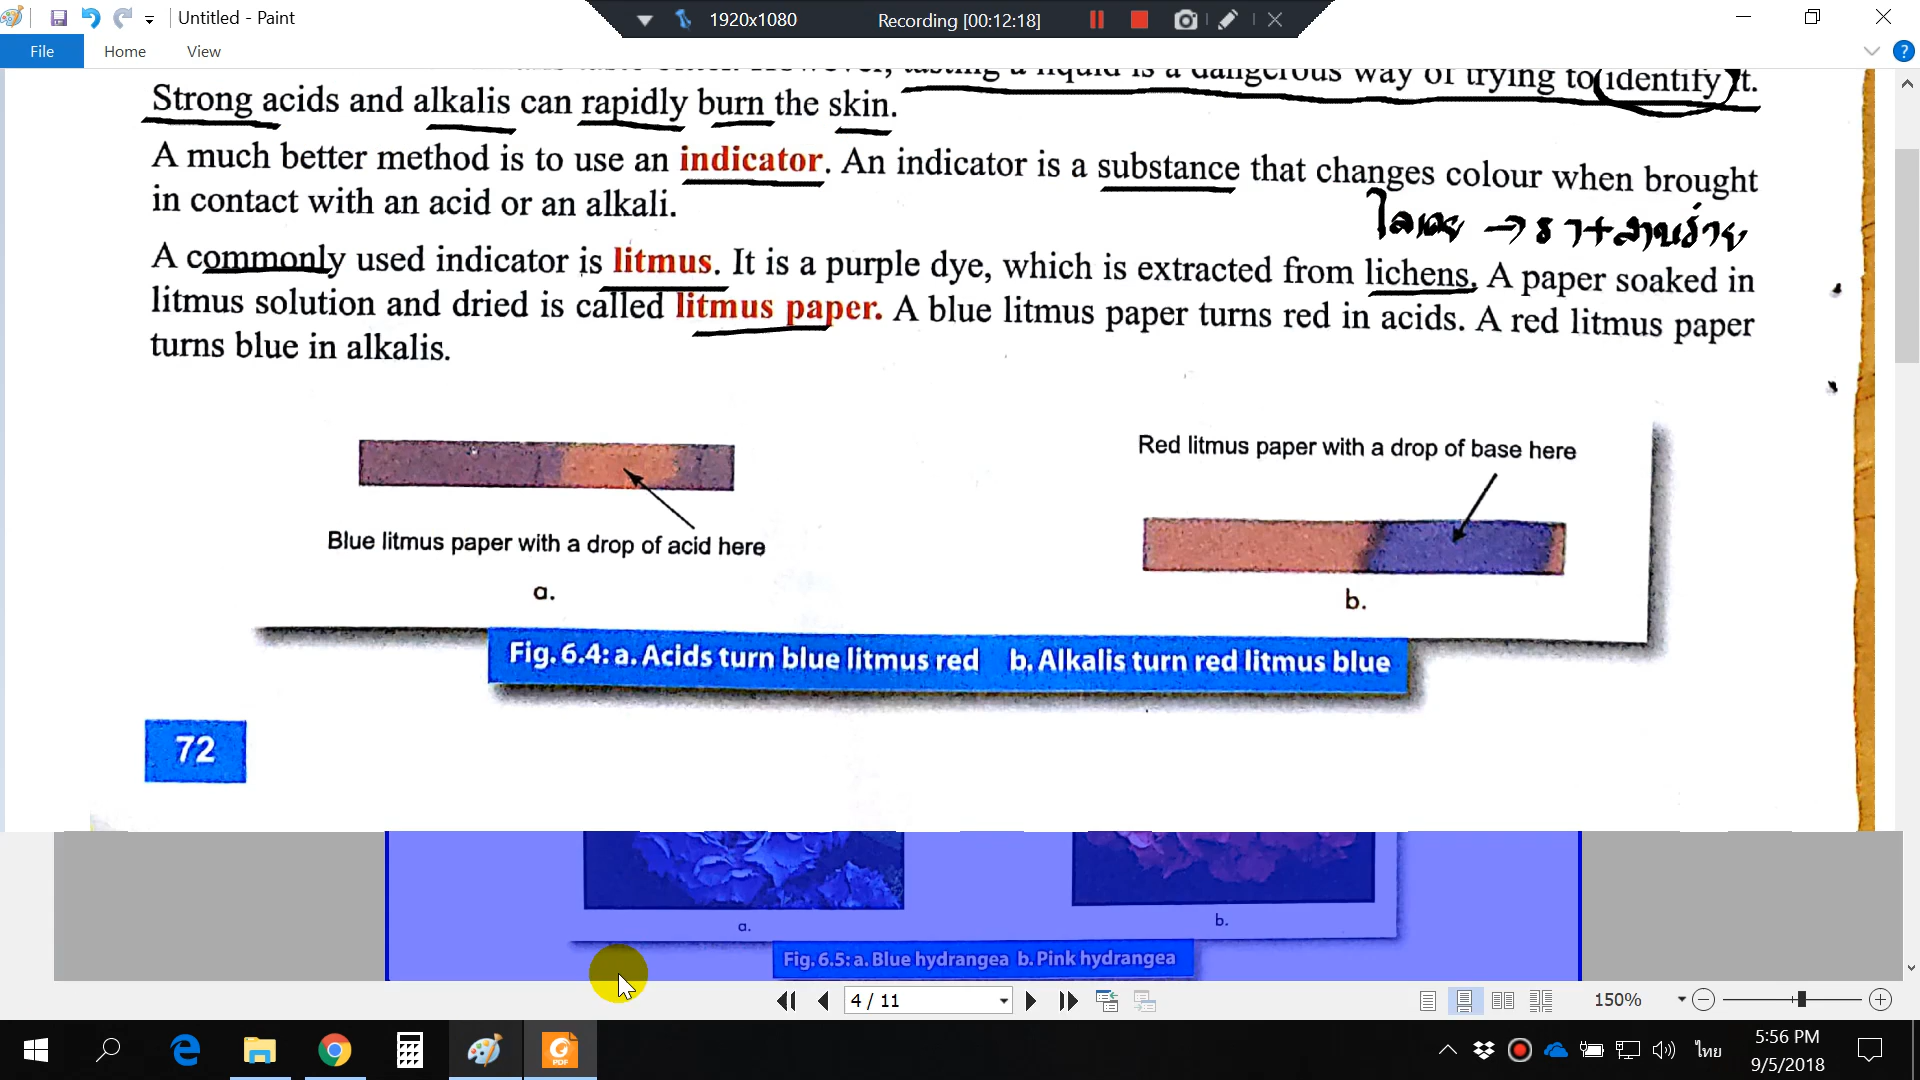 Untitled - Paint
1920x1080
Recording [00:12:18]
File
Home
View
tasting a liquid is a dangerous way of trying to identify it.
Strong acids and alkalis can rapidly burn the skin.
A much better method is to use an indicator. An indicator is a substance that changes colour when brought
in contact with an acid or an alkali.
A commonly used indicator is litmus. It is a purple dye, which is extracted from lichens. A paper soaked in
litmus solution and dried is called litmus paper. A blue litmus paper turns red in acids. A red litmus paper
turns blue in alkalis.
Red litmus paper with a drop of base here
Blue litmus paper with a drop of acid here
a.
b.
Fig. 6.4: a. Acids turn blue litmus red b. Alkalis turn red litmus blue
72
a.
b.
Fig. 6.5: a. Blue hydrangea b. Pink hydrangea
4 / 11
150%
PDF
ไทย
5:56 PM
9/5/2018